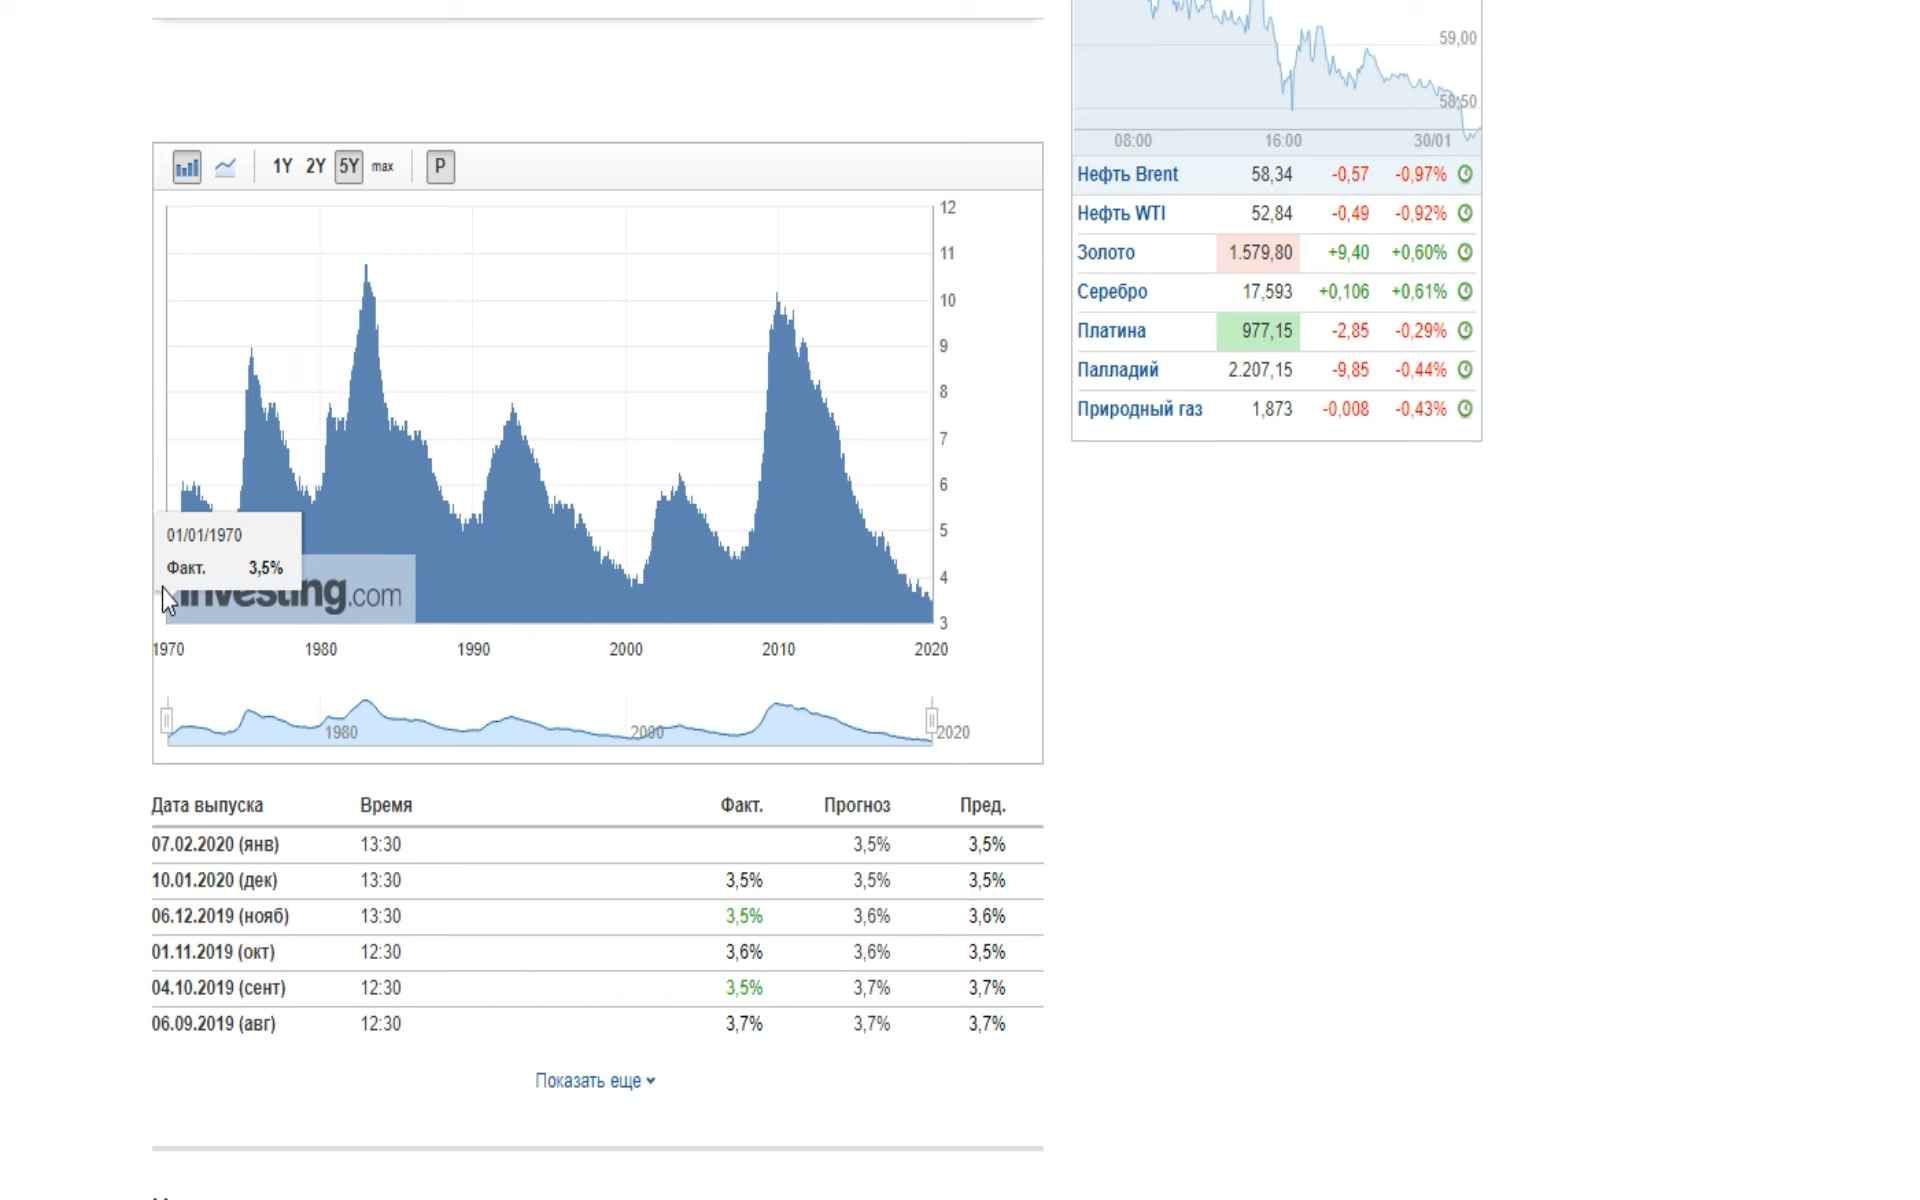 59,00
58,50
08:00 16:00 30/01
1Y 2Y 5Y max P
Нефть Brent 58,34 -0,57 -0,97%
Нефть WTI 52,84 -0,49 -0,92%
Золото 1.579,80 +9,40 +0,60%
Серебро 17,593 +0,106 +0,61%
Платина 977,15 -2,85 -0,29%
Палладий 2.207,15 -9,85 -0,44%
Природный газ 1,873 -0,008 -0,43%
12
11
10
9
8
7
6
5
4
3
01/01/1970
Факт. 3,5%
investing.com
1970 1980 1990 2000 2010 2020
1980 2000 2020
Дата выпуска Время Факт. Прогноз Пред.
07.02.2020 (янв) 13:30 3,5% 3,5%
10.01.2020 (дек) 13:30 3,5% 3,5% 3,5%
06.12.2019 (нояб) 13:30 3,5% 3,6% 3,6%
01.11.2019 (окт) 12:30 3,6% 3,6% 3,5%
04.10.2019 (сент) 12:30 3,5% 3,7% 3,7%
06.09.2019 (авг) 12:30 3,7% 3,7% 3,7%
Показать еще